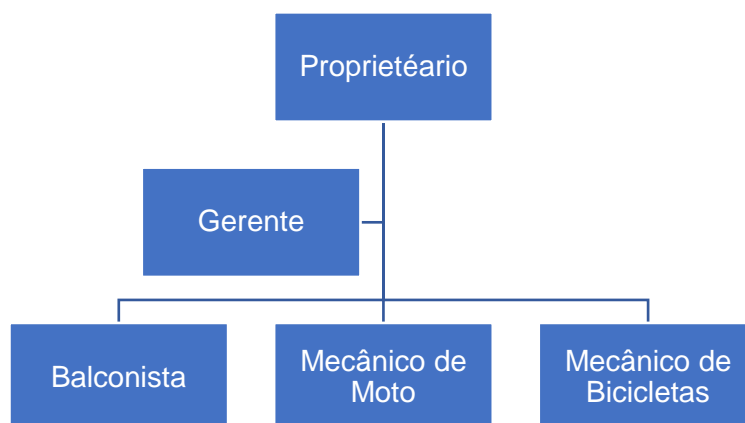 Proprietéario
Gerente
Balconista
Mecânico de
Moto
Mecânico de
Bicicletas